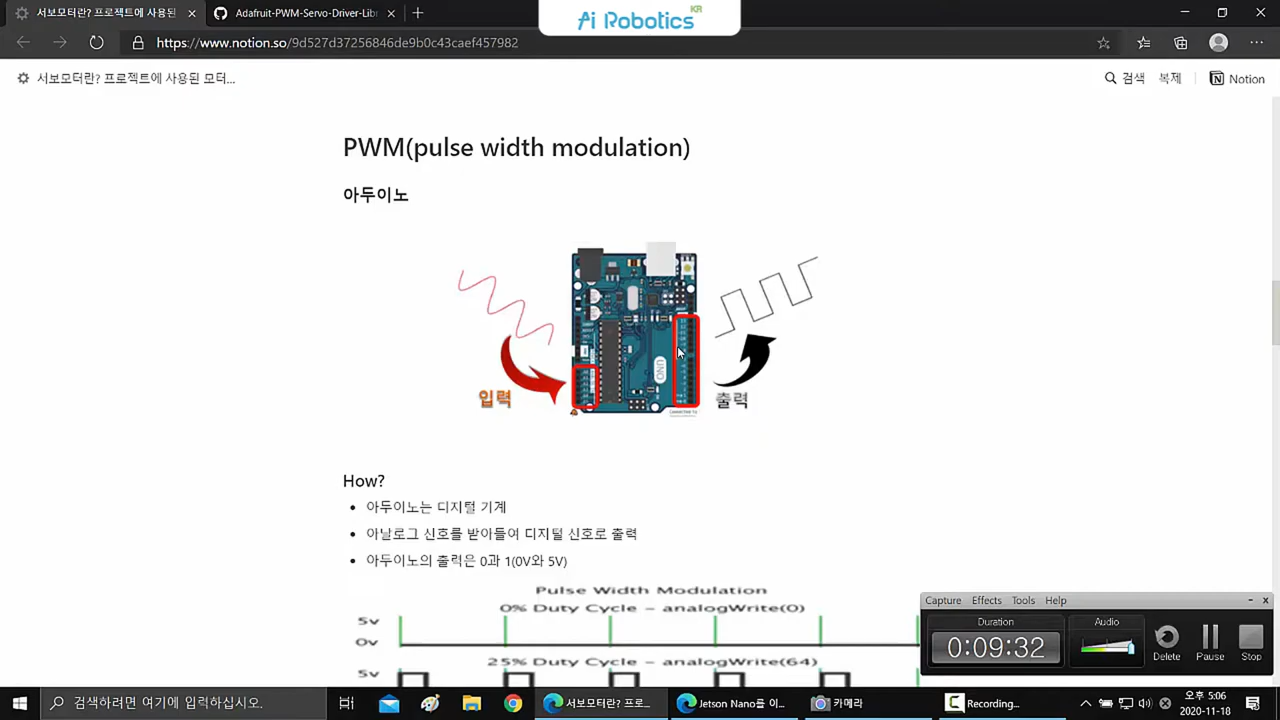 서보모터란? 프로젝트에 사용된
Adafruit-PWM-Servo-Driver-Libr
Ai Robotics KR
https://www.notion.so/9d527d37256846de9b0c43caef457982
서보모터란? 프로젝트에 사용된 모터...
검색
복제
Notion
PWM(pulse width modulation)
아두이노
입력
UNO
출력
How?
아두이노는 디지털 기계
아날로그 신호를 받아들여 디지털 신호로 출력
아두이노의 출력은 0과 1(0V와 5V)
Pulse Width Modulation
0% Duty Cycle - analogWrite(0)
5v
0v
25% Duty Cycle - analogWrite(64)
5v
Capture Effects Tools Help
Duration
Audio
0:09:32
Delete
Pause
Stop
검색하려면 여기에 입력하십시오.
서보모터란? 프로...
Jetson Nano를 이...
카메라
Recording...
오후 5:06
2020-11-18